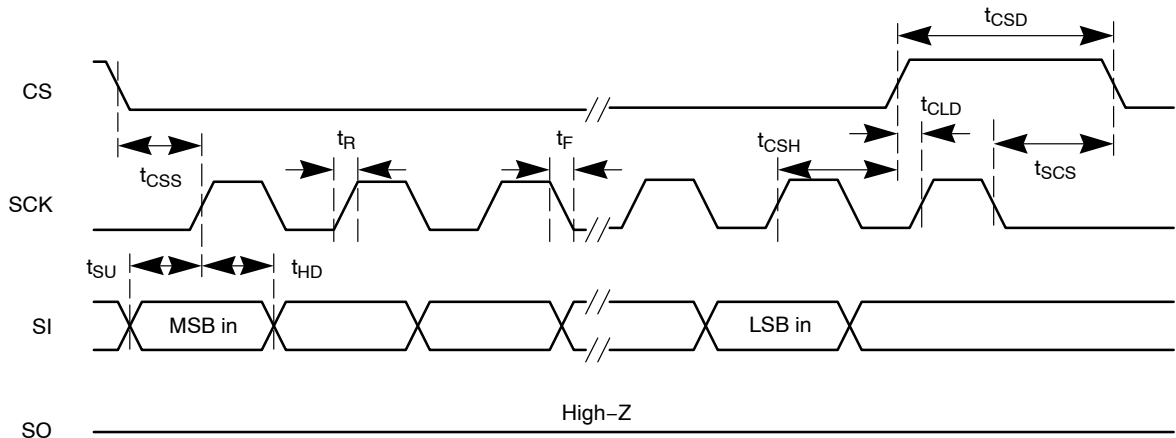 tCSD
CS
tCLD
tR
tF
tCSH
tCSS
tSCS
SCK
tSU
tHD
SI
MSB in
LSB in
High−Z
SO